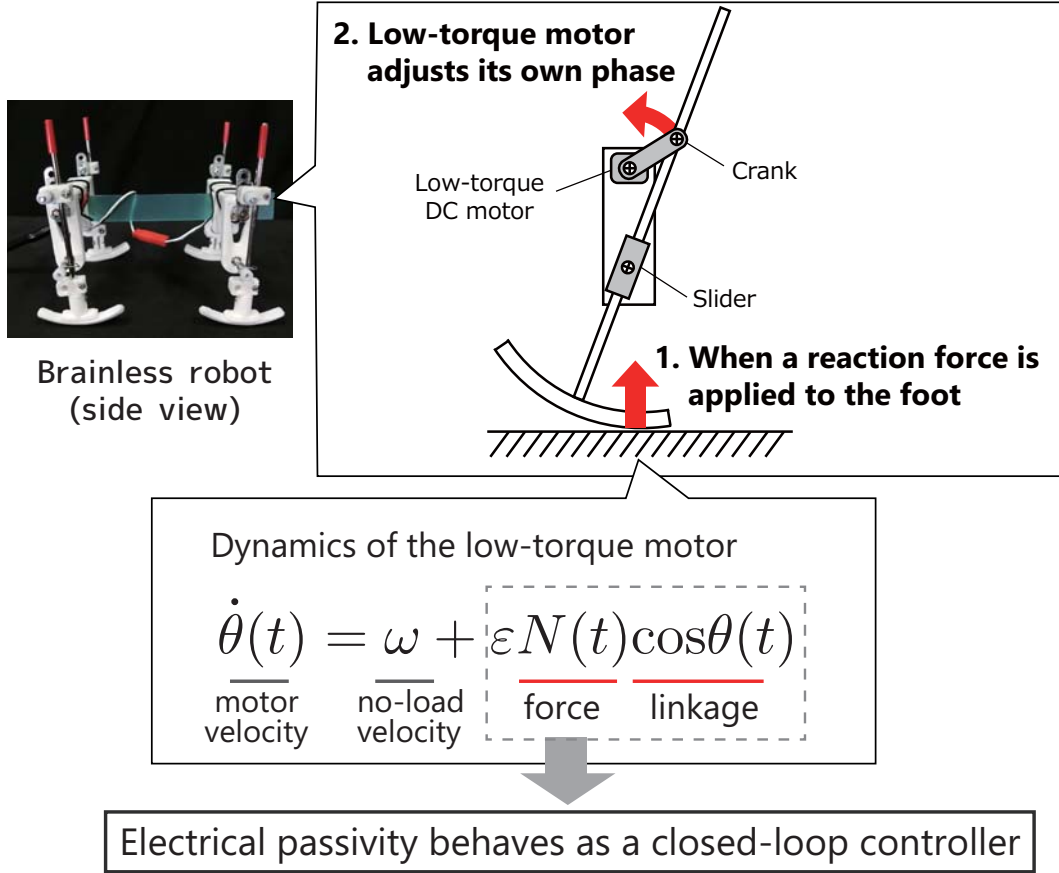 2. Low-torque motor
adjusts its own phase
Low-torque
DC motor
Crank
Slider
1. When a reaction force is
applied to the foot
Brainless robot
(side view)
Dynamics of the low-torque motor
θ̇(t) = ω + εN(t)cosθ(t)
motor
velocity
no-load
velocity
force
linkage
Electrical passivity behaves as a closed-loop controller